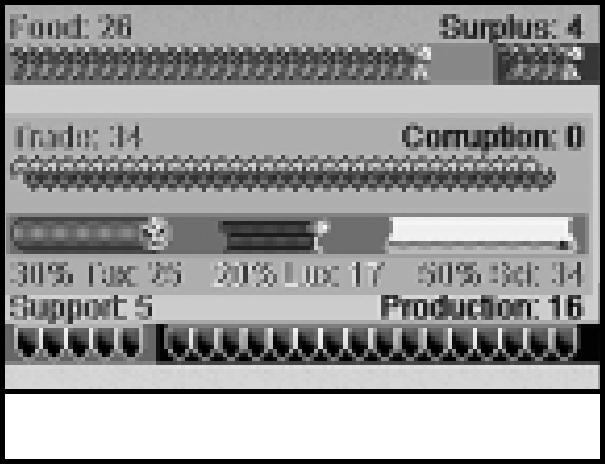 Food: 26 Surplus: 4
Trade: 34 Corruption: 0
30% Tax: 25 20% Lux: 17 50% Sci: 34
Support: 5 Production: 16